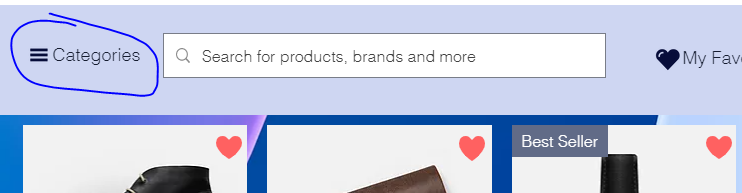 Categories
Search for products, brands and more
My Fav
Best Seller